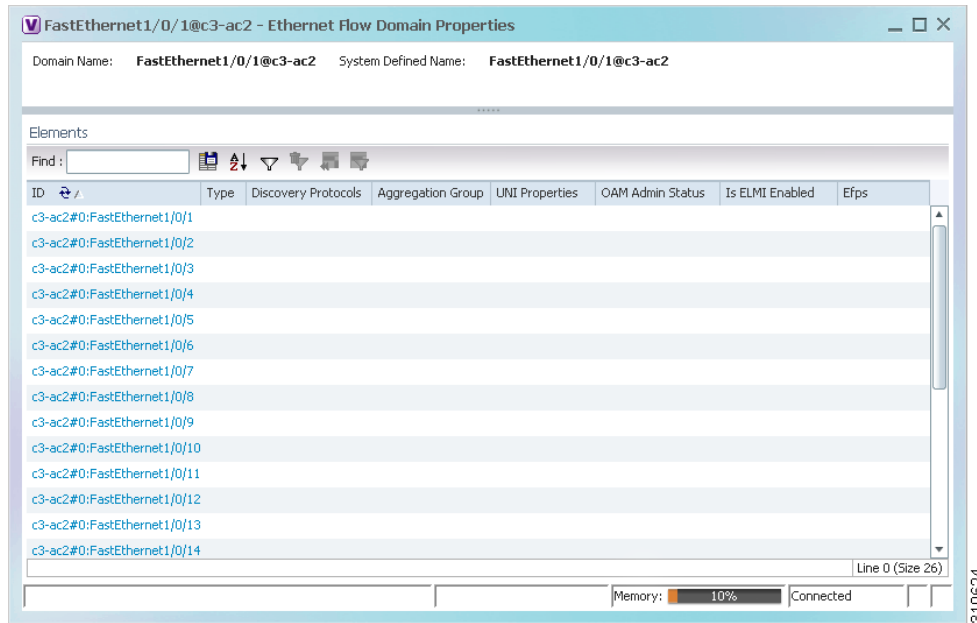 FastEthernet1/0/1@c3-ac2 - Ethernet Flow Domain Properties
Domain Name: FastEthernet1/0/1@c3-ac2 System Defined Name: FastEthernet1/0/1@c3-ac2
Elements
Find :
ID Type Discovery Protocols Aggregation Group UNI Properties OAM Admin Status Is ELMI Enabled Efps
c3-ac2#0:FastEthernet1/0/1
c3-ac2#0:FastEthernet1/0/2
c3-ac2#0:FastEthernet1/0/3
c3-ac2#0:FastEthernet1/0/4
c3-ac2#0:FastEthernet1/0/5
c3-ac2#0:FastEthernet1/0/6
c3-ac2#0:FastEthernet1/0/7
c3-ac2#0:FastEthernet1/0/8
c3-ac2#0:FastEthernet1/0/9
c3-ac2#0:FastEthernet1/0/10
c3-ac2#0:FastEthernet1/0/11
c3-ac2#0:FastEthernet1/0/12
c3-ac2#0:FastEthernet1/0/13
c3-ac2#0:FastEthernet1/0/14
Line 0 (Size 26)
Memory: 10% Connected